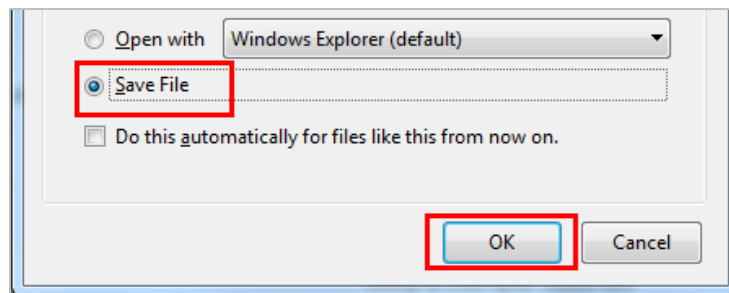 Open with Windows Explorer (default)
Save File
Do this automatically for files like this from now on.
OK Cancel